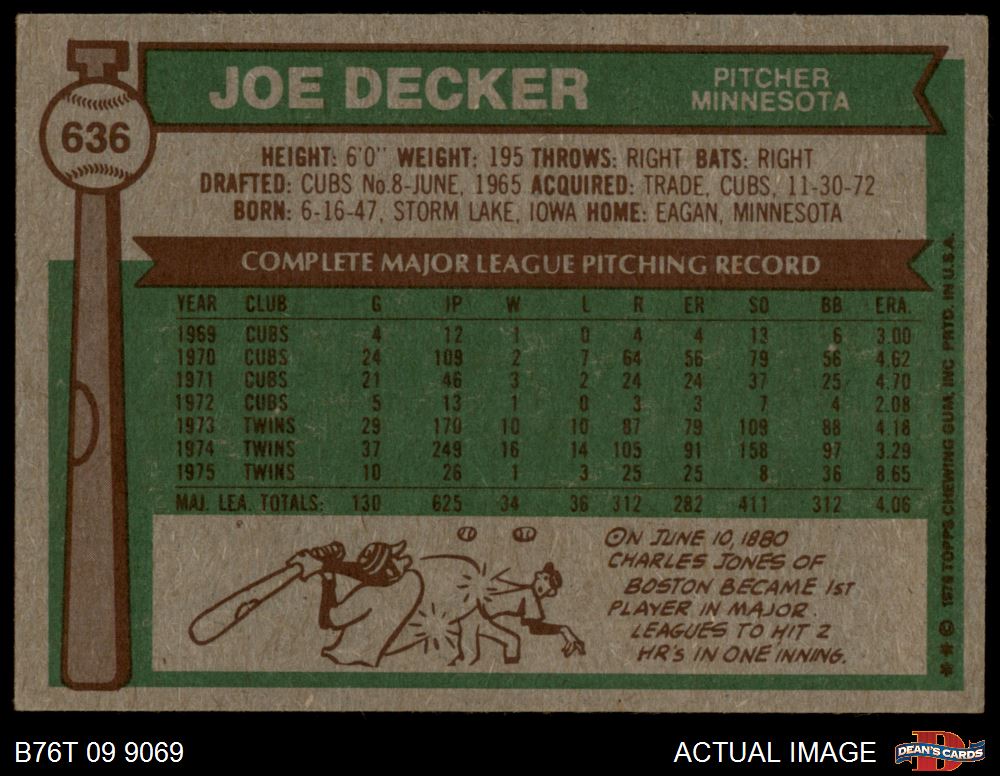 636
JOE DECKER
PITCHER
MINNESOTA
HEIGHT: 6'0" WEIGHT: 195 THROWS: RIGHT BATS: RIGHT
DRAFTED: CUBS No.8-JUNE, 1965 ACQUIRED: TRADE, CUBS, 11-30-72
BORN: 6-16-47, STORM LAKE, IOWA HOME: EAGAN, MINNESOTA
COMPLETE MAJOR LEAGUE PITCHING RECORD
YEAR CLUB G IP W L R ER SO BB ERA.
1969 CUBS 4 12 1 0 4 4 13 6 3.00
1970 CUBS 24 109 2 7 64 56 79 56 4.62
1971 CUBS 21 46 3 2 24 24 37 25 4.70
1972 CUBS 5 13 1 0 3 3 7 4 2.08
1973 TWINS 29 170 10 10 87 79 109 88 4.18
1974 TWINS 37 249 16 14 105 91 158 97 3.29
1975 TWINS 10 26 1 3 25 25 8 36 8.65
MAJ. LEA. TOTALS: 130 625 34 36 312 282 411 312 4.06
ON JUNE 10, 1880
CHARLES JONES OF
BOSTON BECAME 1ST
PLAYER IN MAJOR
LEAGUES TO HIT 2
HR'S IN ONE INNING.
** © 1976 TOPPS CHEWING GUM, INC PRTD. IN U.S.A.
B76T 09 9069
ACTUAL IMAGE
D
DEAN'S CARDS